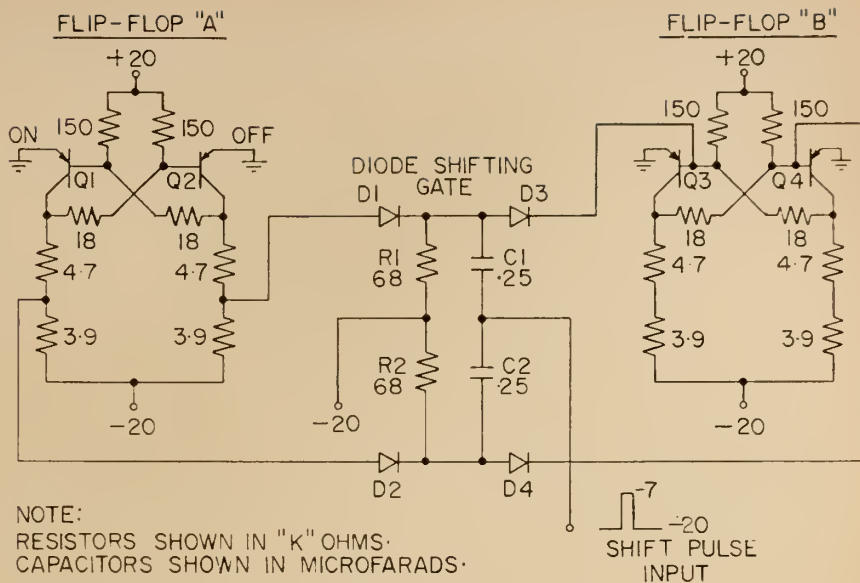 FLIP-FLOP "A"
FLIP-FLOP "B"
+20
+20
150
150
150
150
ON
OFF
Q1
Q2
Q3
Q4
DIODE SHIFTING
GATE
D1
D3
18
18
18
18
4.7
4.7
4.7
4.7
R1
68
C1
.25
3.9
3.9
3.9
3.9
R2
68
C2
.25
-20
-20
-20
D2
D4
-7
-20
SHIFT PULSE
INPUT
NOTE:
RESISTORS SHOWN IN "K" OHMS.
CAPACITORS SHOWN IN MICROFARADS.